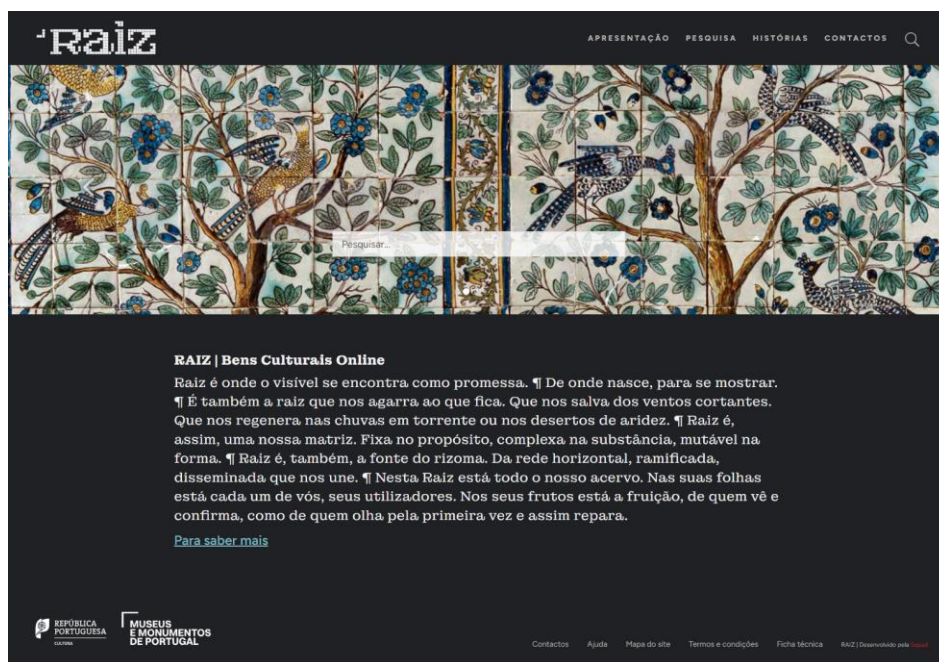 Raiz
APRESENTAÇÃO PESQUISA HISTÓRIAS CONTACTOS
Pesquisar...
RAIZ | Bens Culturais Online
Raiz é onde o visível se encontra como promessa. ¶ De onde nasce, para se mostrar.
¶ É também a raiz que nos agarra ao que fica. Que nos salva dos ventos cortantes.
Que nos regenera nas chuvas em torrente ou nos desertos de aridez. ¶ Raiz é,
assim, uma nossa matriz. Fixa no propósito, complexa na substância, mutável na
forma. ¶ Raiz é, também, a fonte do rizoma. Da rede horizontal, ramificada,
disseminada que nos une. ¶ Nesta Raiz está todo o nosso acervo. Nas suas folhas
está cada um de vós, seus utilizadores. Nos seus frutos está a fruição, de quem vê e
confirma, como de quem olha pela primeira vez e assim repara.
Para saber mais
REPÚBLICA
PORTUGUESA
CULTURA
MUSEUS
E MONUMENTOS
DE PORTUGAL
Contactos Ajuda Mapa do site Termos e condições Ficha técnica RAIZ | Desenvolvido pela